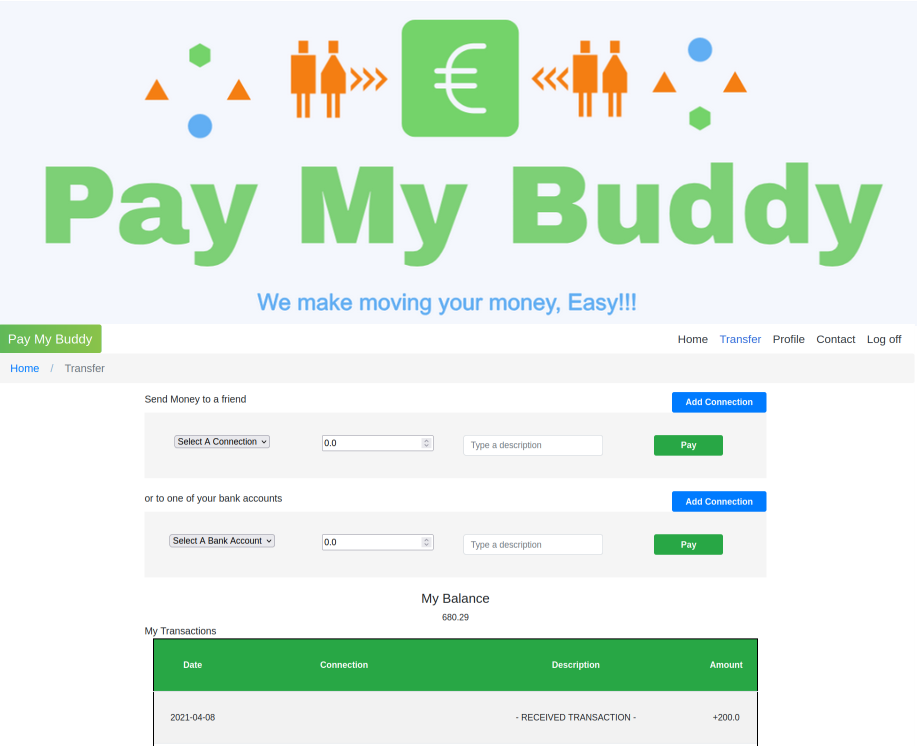 €
Pay My Buddy
We make moving your money, Easy!!!
Pay My Buddy Home Transfer Profile Contact Log off
Home / Transfer
Send Money to a friend Add Connection
Select A Connection 0.0 Type a description Pay
or to one of your bank accounts Add Connection
Select A Bank Account 0.0 Type a description Pay
My Balance
680.29
My Transactions
Date Connection Description Amount
2021-04-08 - RECEIVED TRANSACTION - +200.0